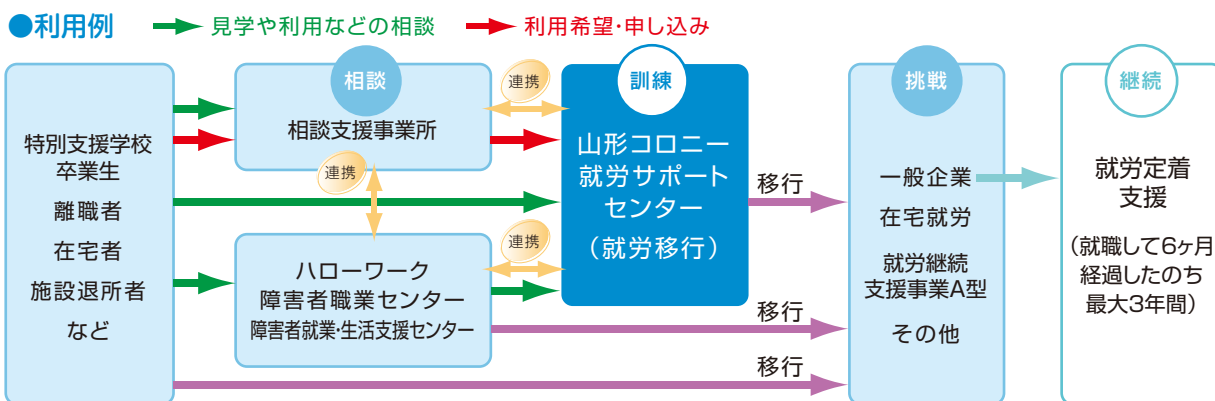 ●利用例
見学や利用などの相談
利用希望・申し込み
特別支援学校
卒業生
離職者
在宅者
施設退所者
など
相談
相談支援事業所
連携
連携
ハローワーク
障害者職業センター
障害者就業・生活支援センター
連携
訓練
山形コロニー
就労サポート
センター
（就労移行）
移行
移行
移行
挑戦
一般企業
在宅就労
就労継続
支援事業A型
その他
継続
就労定着
支援
（就職して6ヶ月
経過したのち
最大3年間）